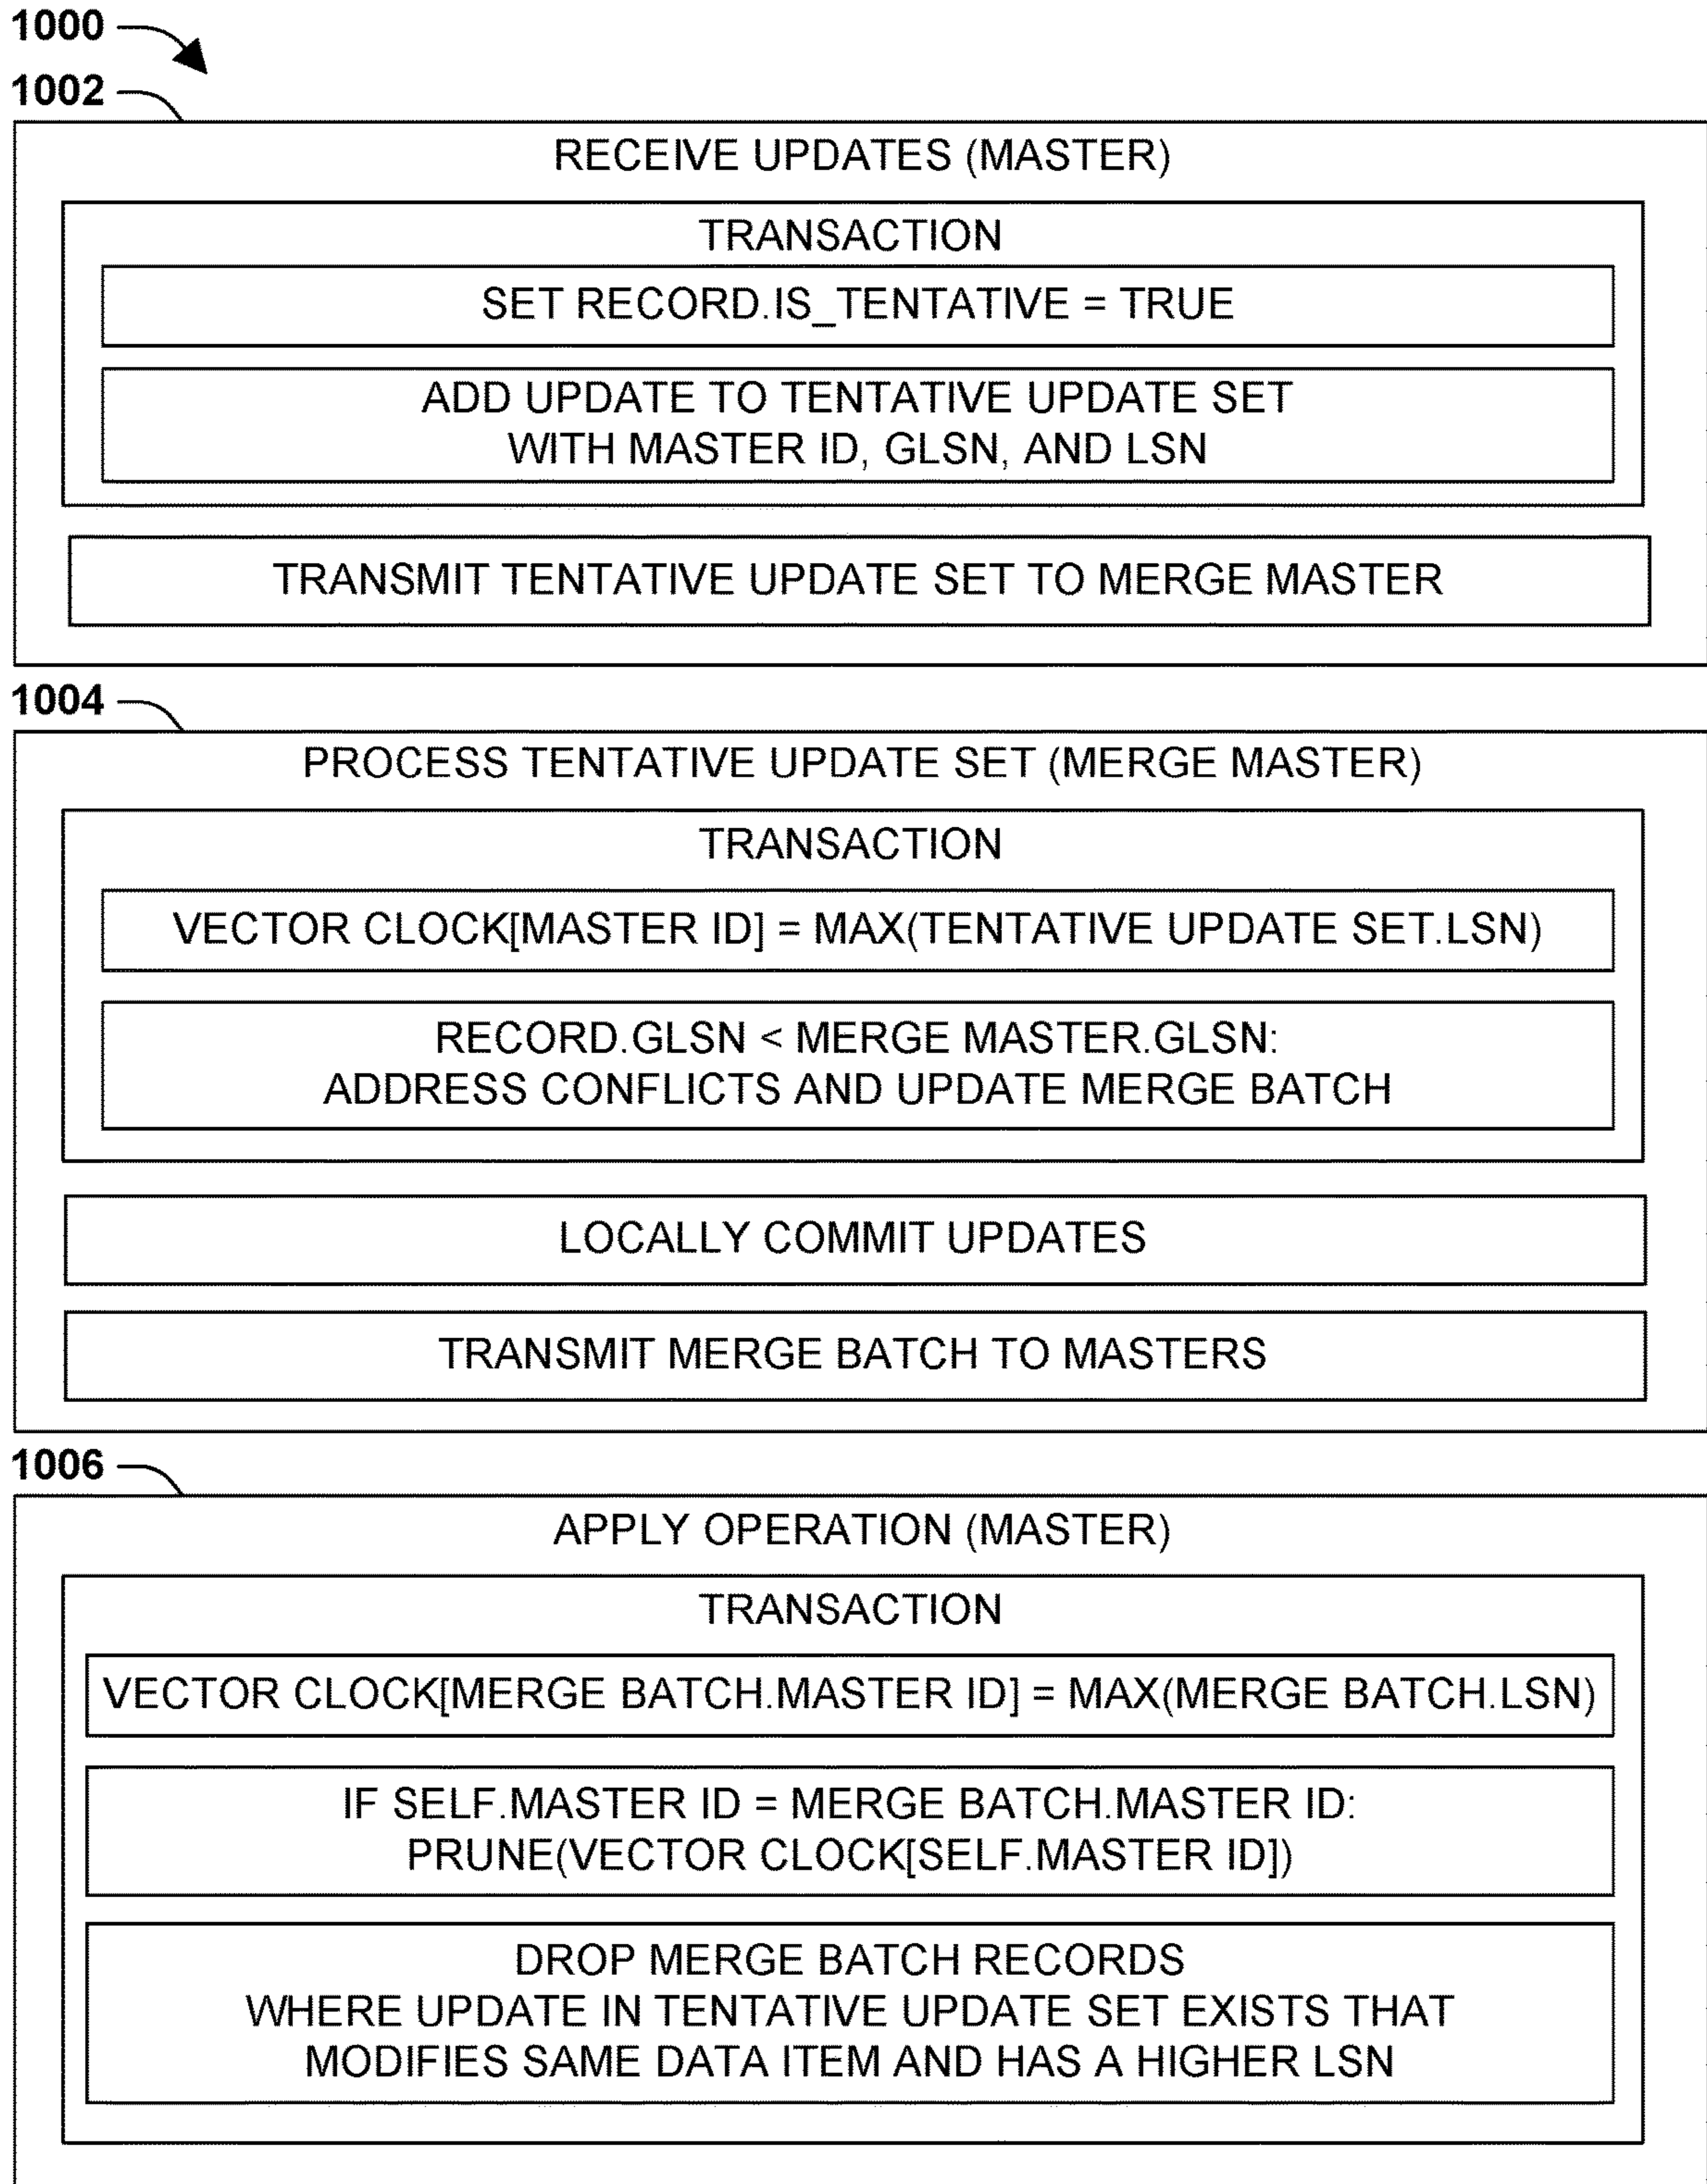 1000
1002
RECEIVE UPDATES (MASTER)
TRANSACTION
SET RECORD.IS_TENTATIVE = TRUE
ADD UPDATE TO TENTATIVE UPDATE SET
WITH MASTER ID, GLSN, AND LSN
TRANSMIT TENTATIVE UPDATE SET TO MERGE MASTER
1004
PROCESS TENTATIVE UPDATE SET (MERGE MASTER)
TRANSACTION
VECTOR CLOCK[MASTER ID] = MAX(TENTATIVE UPDATE SET.LSN)
RECORD.GLSN < MERGE MASTER.GLSN:
ADDRESS CONFLICTS AND UPDATE MERGE BATCH
LOCALLY COMMIT UPDATES
TRANSMIT MERGE BATCH TO MASTERS
1006
APPLY OPERATION (MASTER)
TRANSACTION
VECTOR CLOCK[MERGE BATCH.MASTER ID] = MAX(MERGE BATCH.LSN)
IF SELF.MASTER ID = MERGE BATCH.MASTER ID:
PRUNE(VECTOR CLOCK[SELF.MASTER ID])
DROP MERGE BATCH RECORDS
WHERE UPDATE IN TENTATIVE UPDATE SET EXISTS THAT
MODIFIES SAME DATA ITEM AND HAS A HIGHER LSN